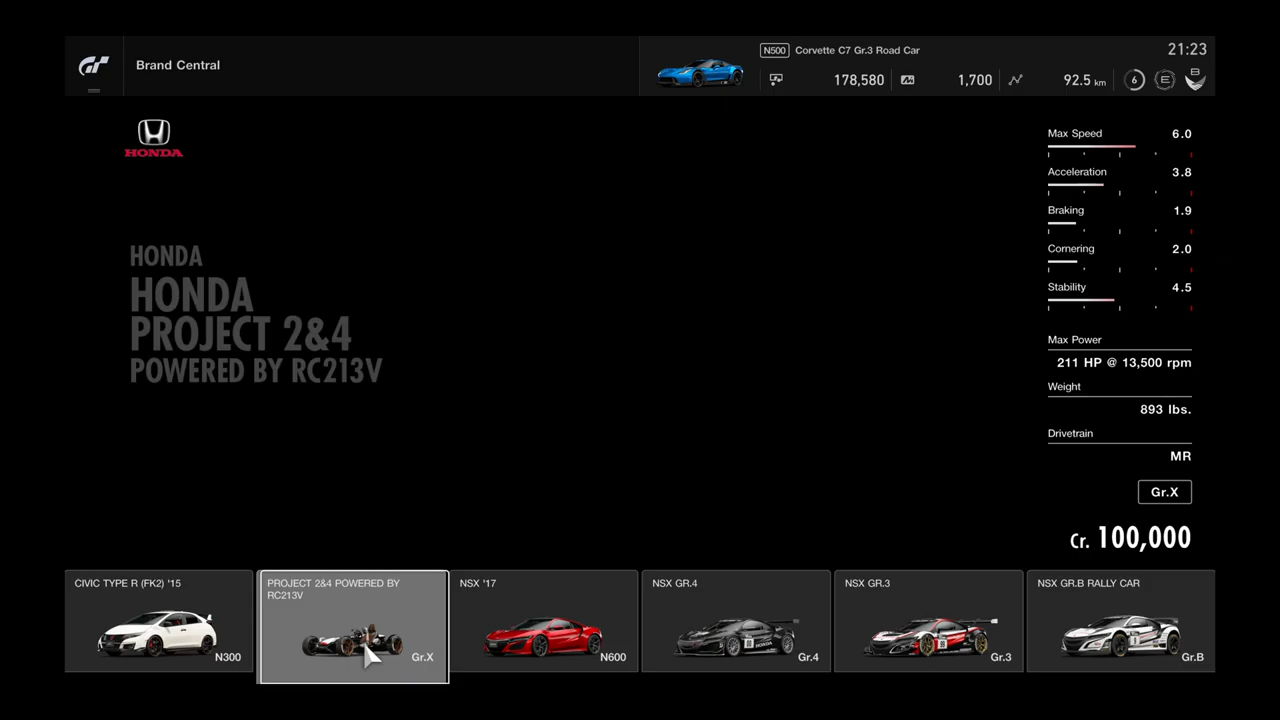 Brand Central
N500 Corvette C7 Gr.3 Road Car
21:23
178,580
1,700
92.5 km
6
E
B
HONDA
HONDA
HONDA
PROJECT 2&4
POWERED BY RC213V
Max Speed 6.0
Acceleration 3.8
Braking 1.9
Cornering 2.0
Stability 4.5
Max Power
211 HP @ 13,500 rpm
Weight
893 lbs.
Drivetrain
MR
Gr.X
Cr. 100,000
CIVIC TYPE R (FK2) '15
N300
PROJECT 2&4 POWERED BY
RC213V
Gr.X
NSX '17
N600
NSX GR.4
Gr.4
NSX GR.3
Gr.3
NSX GR.B RALLY CAR
Gr.B